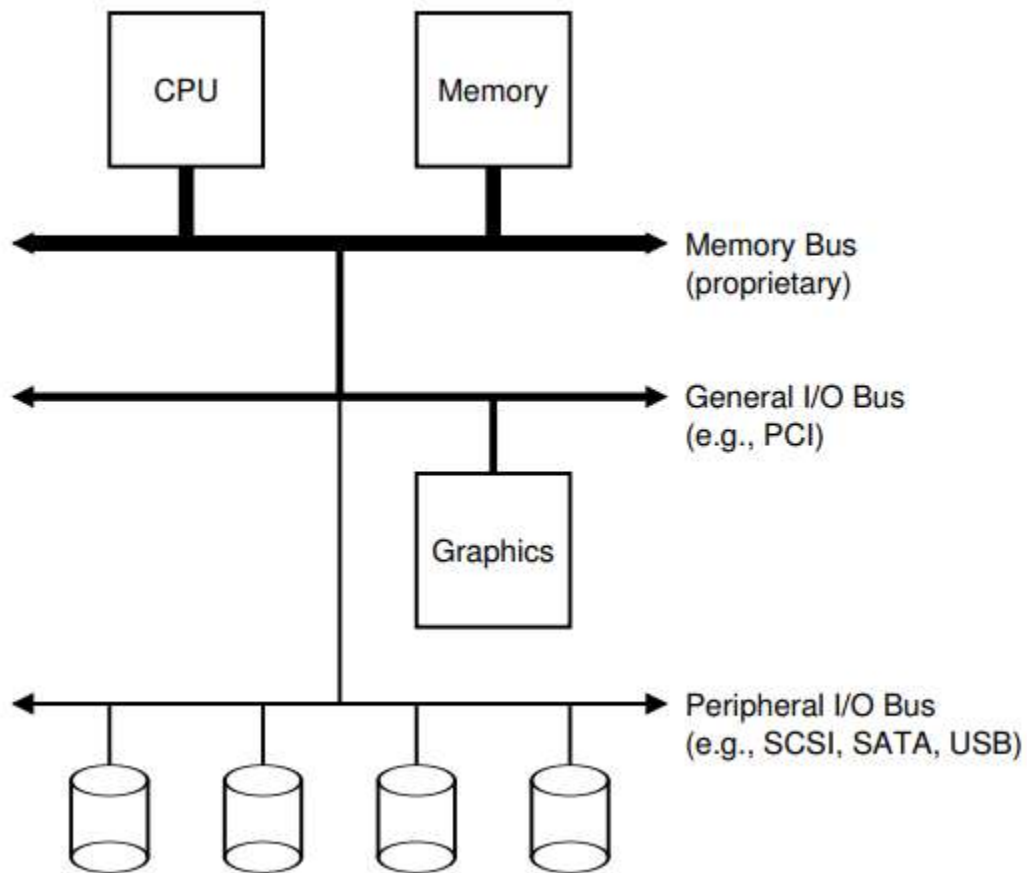 CPU
Memory
Memory Bus
(proprietary)
General I/O Bus
(e.g., PCI)
Graphics
Peripheral I/O Bus
(e.g., SCSI, SATA, USB)